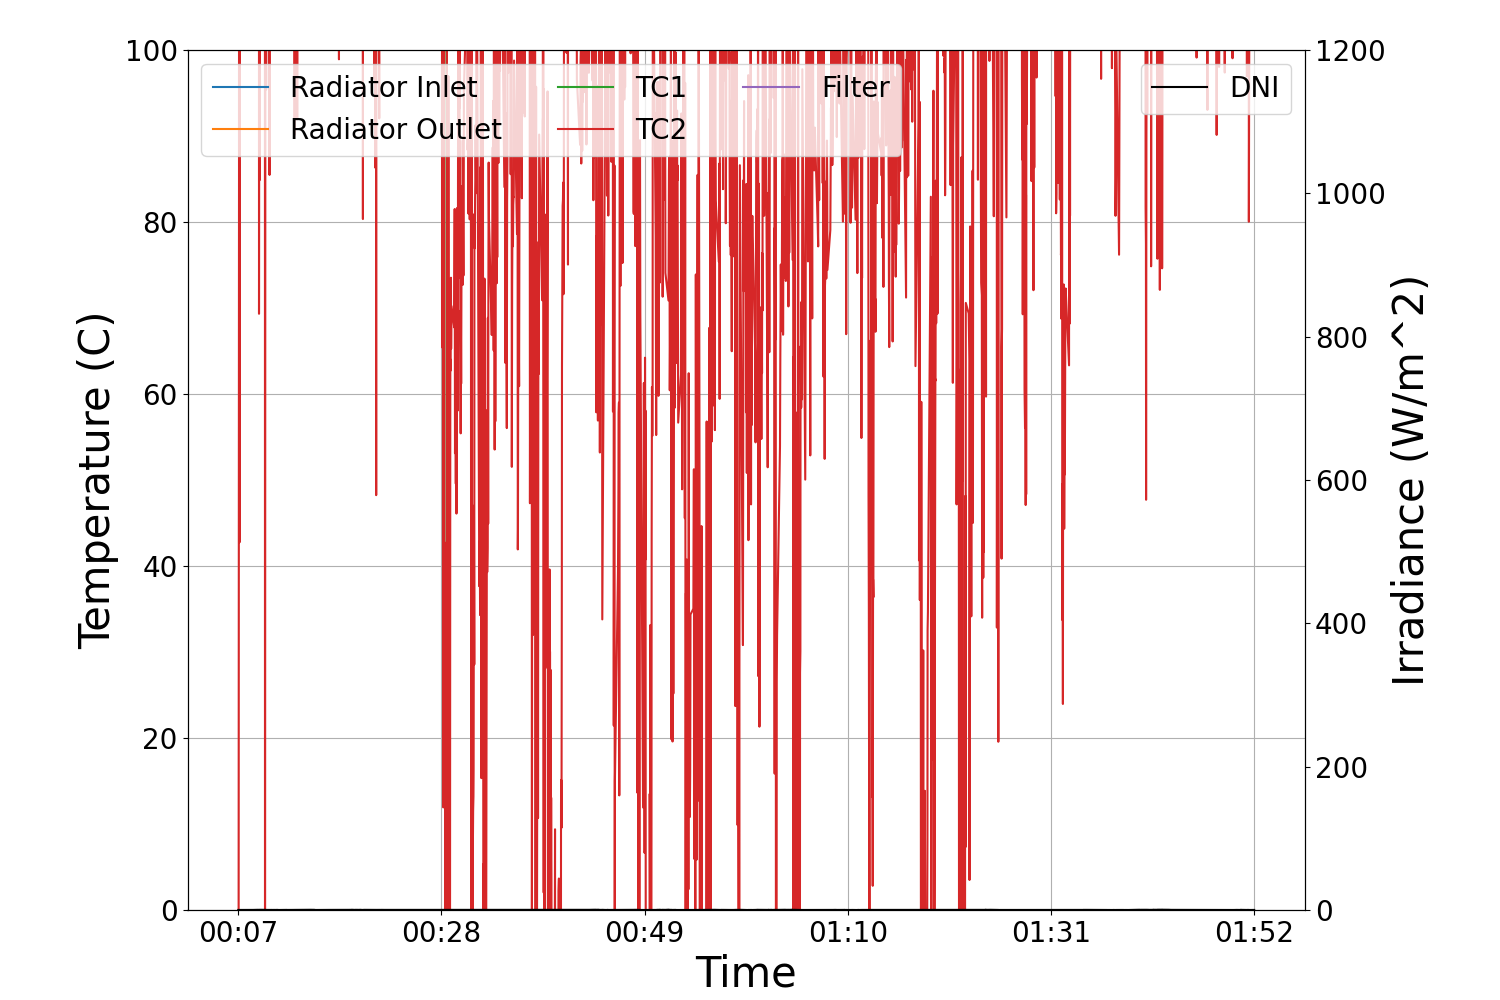 Temperature (C)
100
80
60
40
20
0
Radiator Inlet
Radiator Outlet
TC1
TC2
Filter
DNI
1200
1000
800
600
400
200
0
Irradiance (W/m^2)
00:07
00:28
00:49
01:10
01:31
01:52
Time